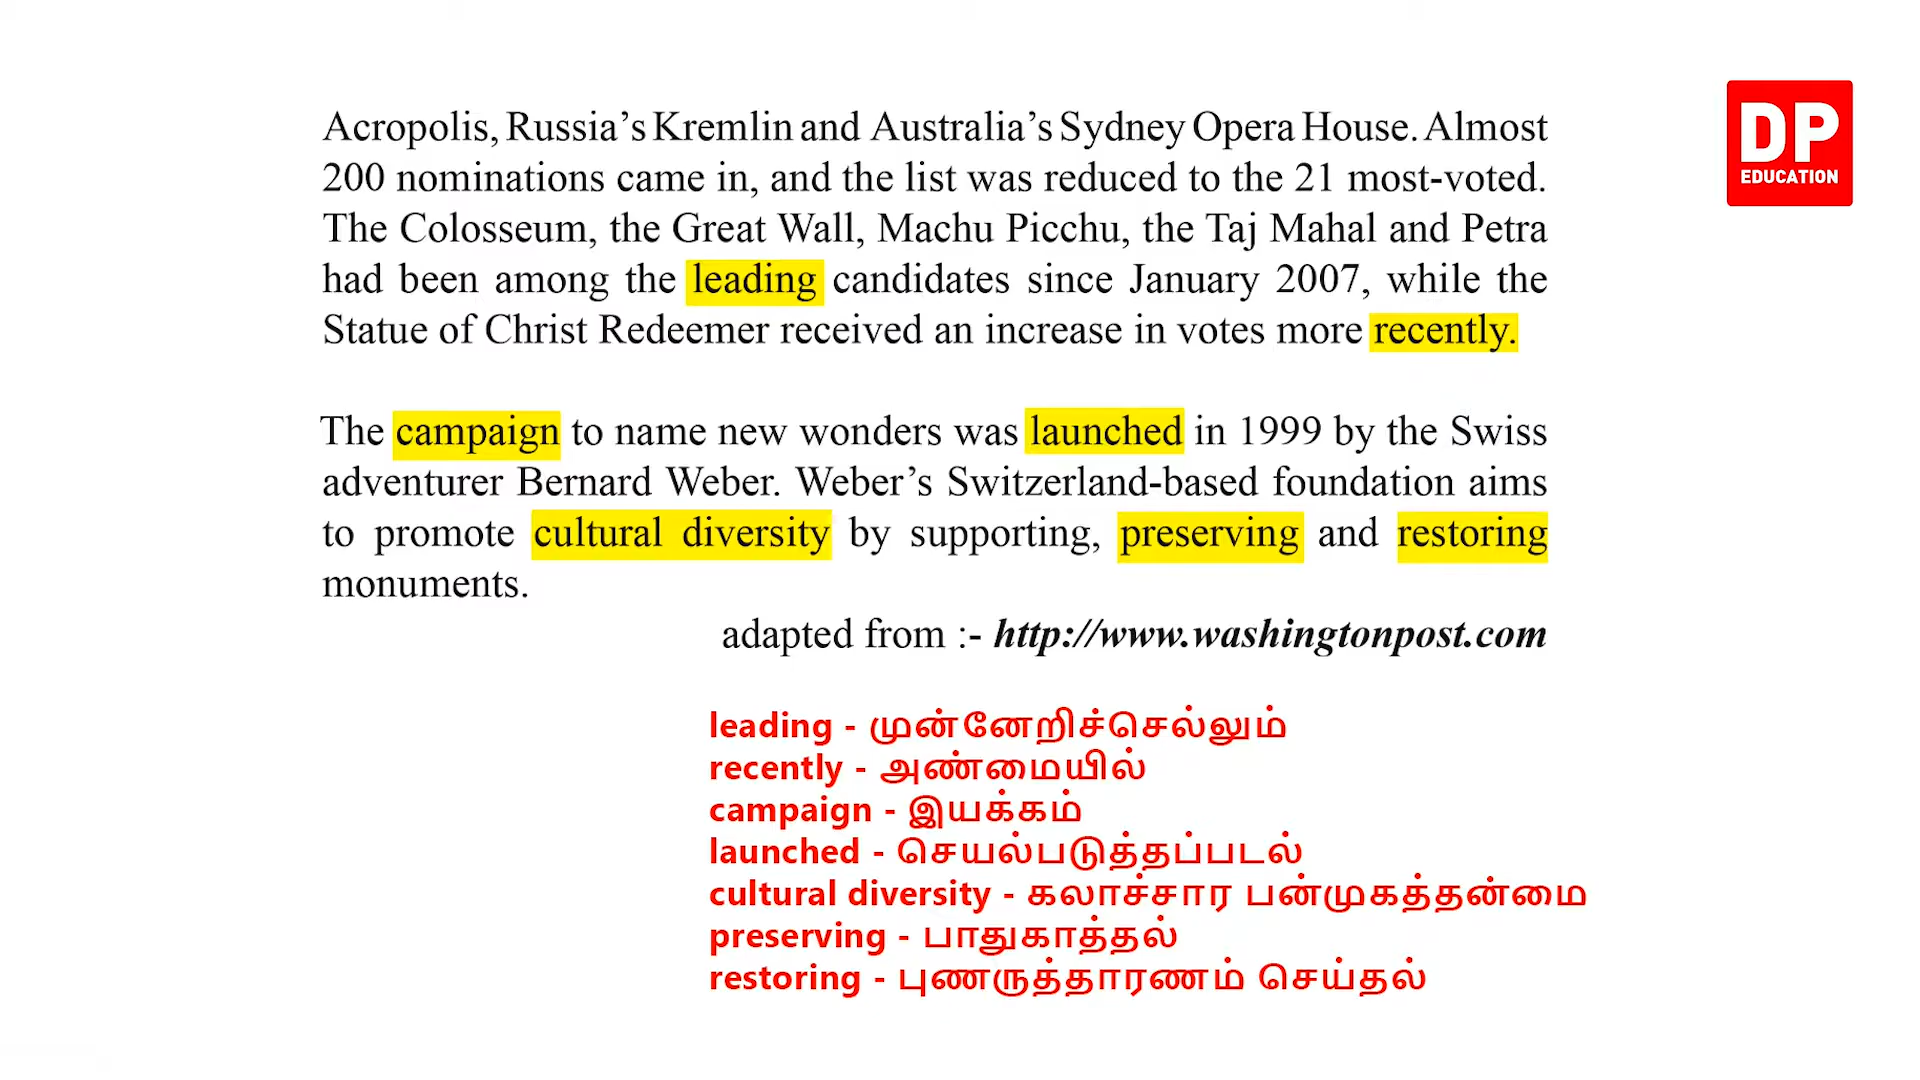 Acropolis, Russia’s Kremlin and Australia’s Sydney Opera House. Almost
200 nominations came in, and the list was reduced to the 21 most-voted.
The Colosseum, the Great Wall, Machu Picchu, the Taj Mahal and Petra
had been among the leading candidates since January 2007, while the
Statue of Christ Redeemer received an increase in votes more recently.
The campaign to name new wonders was launched in 1999 by the Swiss
adventurer Bernard Weber. Weber’s Switzerland-based foundation aims
to promote cultural diversity by supporting, preserving and restoring
monuments.
adapted from :- http://www.washingtonpost.com
leading - முன்னேறிச்செல்லும்
recently - அண்மையில்
campaign - இயக்கம்
launched - செயல்படுத்தப்படல்
cultural diversity - கலாச்சார பன்முகத்தன்மை
preserving - பாதுகாத்தல்
restoring - புணருத்தாரணம் செய்தல்
DP
EDUCATION